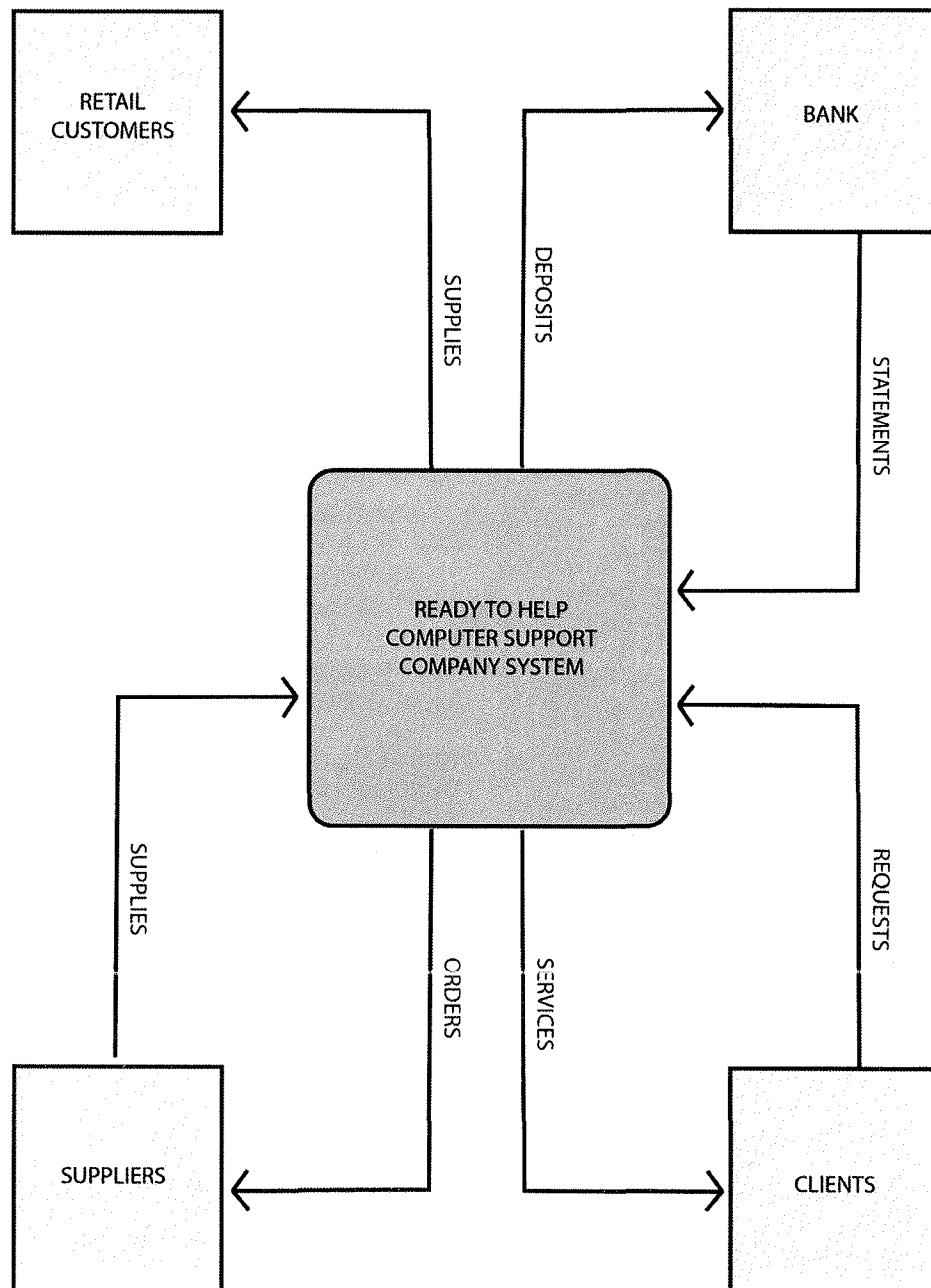 RETAIL
CUSTOMERS
BANK
SUPPLIES
DEPOSITS
STATEMENTS
READY TO HELP
COMPUTER SUPPORT
COMPANY SYSTEM
SUPPLIES
ORDERS
SERVICES
REQUESTS
SUPPLIERS
CLIENTS